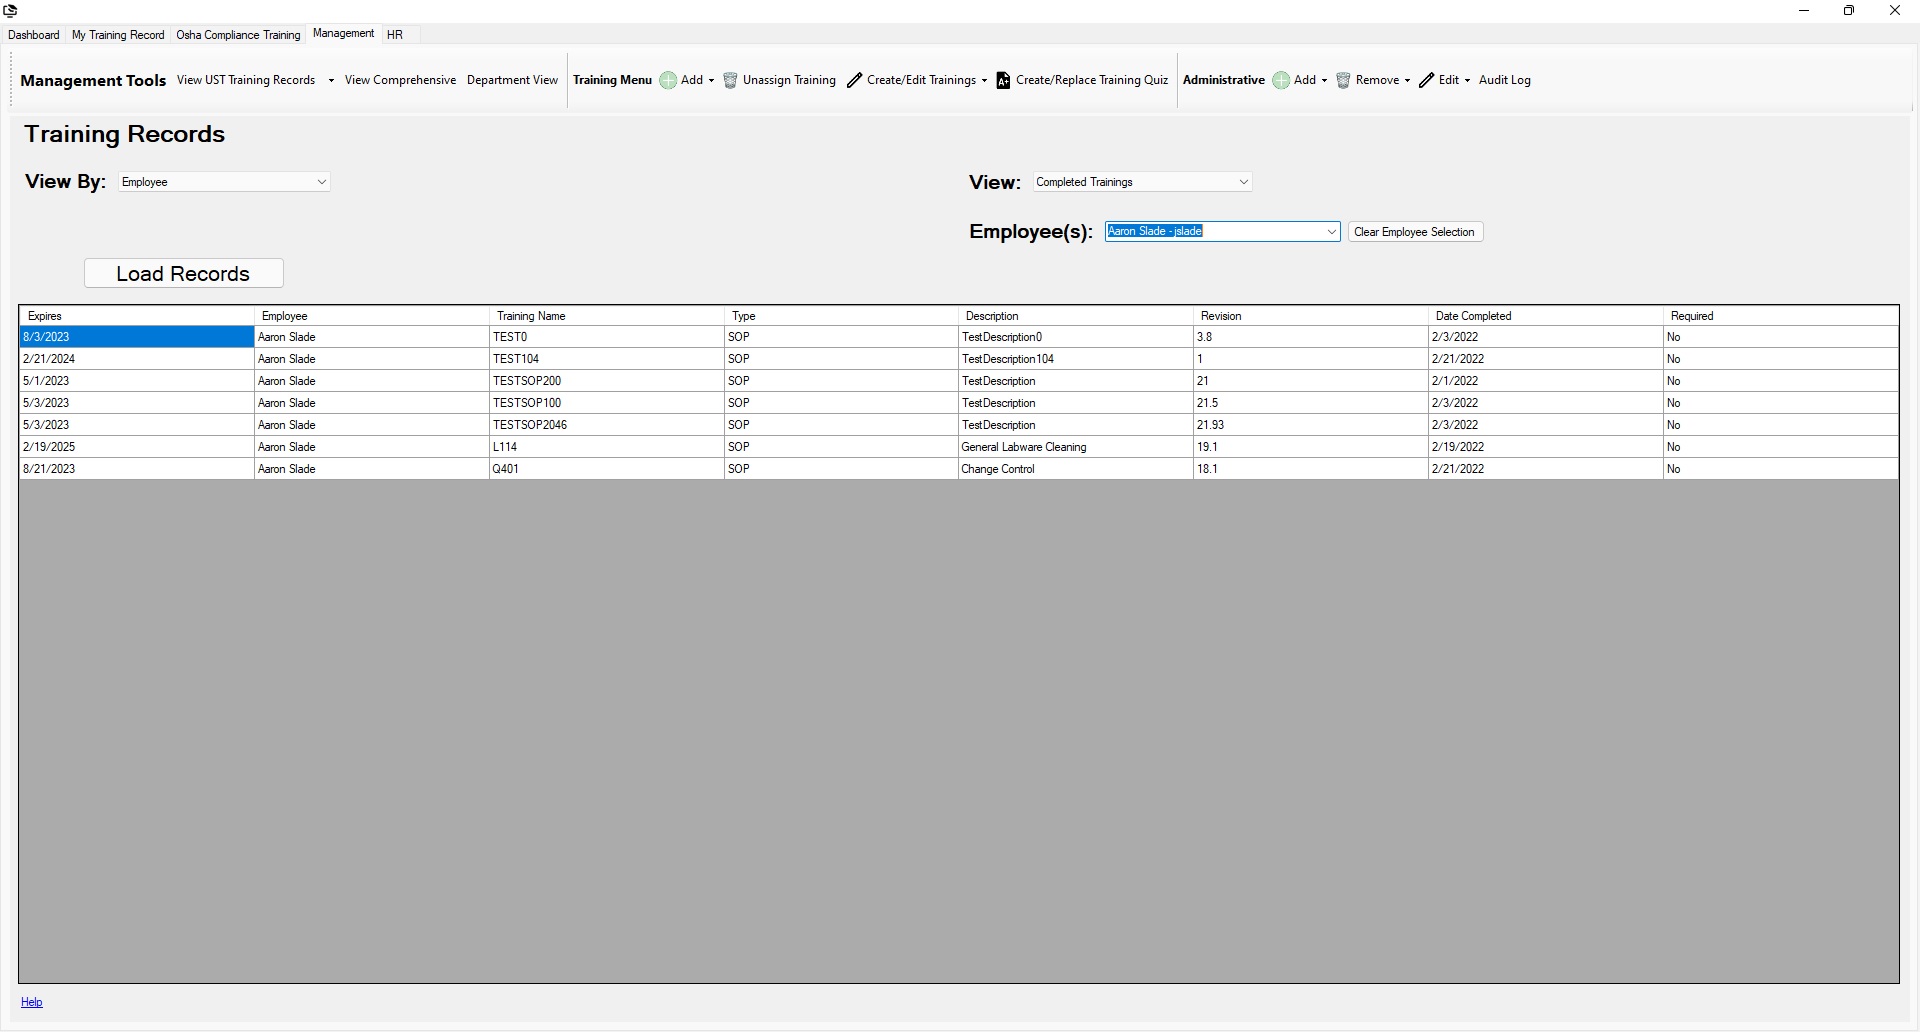 Dashboard My Training Record Osha Compliance Training Management HR
Management Tools View UST Training Records View Comprehensive Department View Training Menu Add Unassign Training Create/Edit Trainings A+ Create/Replace Training Quiz Administrative Add Remove Edit Audit Log
Training Records
View By: Employee View: Completed Trainings
Employee(s): Aaron Slade - jslade Clear Employee Selection
Load Records
Expires Employee Training Name Type Description Revision Date Completed Required
8/3/2023 Aaron Slade TEST0 SOP TestDescription0 3.8 2/3/2022 No
2/21/2024 Aaron Slade TEST104 SOP TestDescription104 1 2/21/2022 No
5/1/2023 Aaron Slade TESTSOP200 SOP TestDescription 21 2/1/2022 No
5/3/2023 Aaron Slade TESTSOP100 SOP TestDescription 21.5 2/3/2022 No
5/3/2023 Aaron Slade TESTSOP2046 SOP TestDescription 21.93 2/3/2022 No
2/19/2025 Aaron Slade L114 SOP General Labware Cleaning 19.1 2/19/2022 No
8/21/2023 Aaron Slade Q401 SOP Change Control 18.1 2/21/2022 No
Help